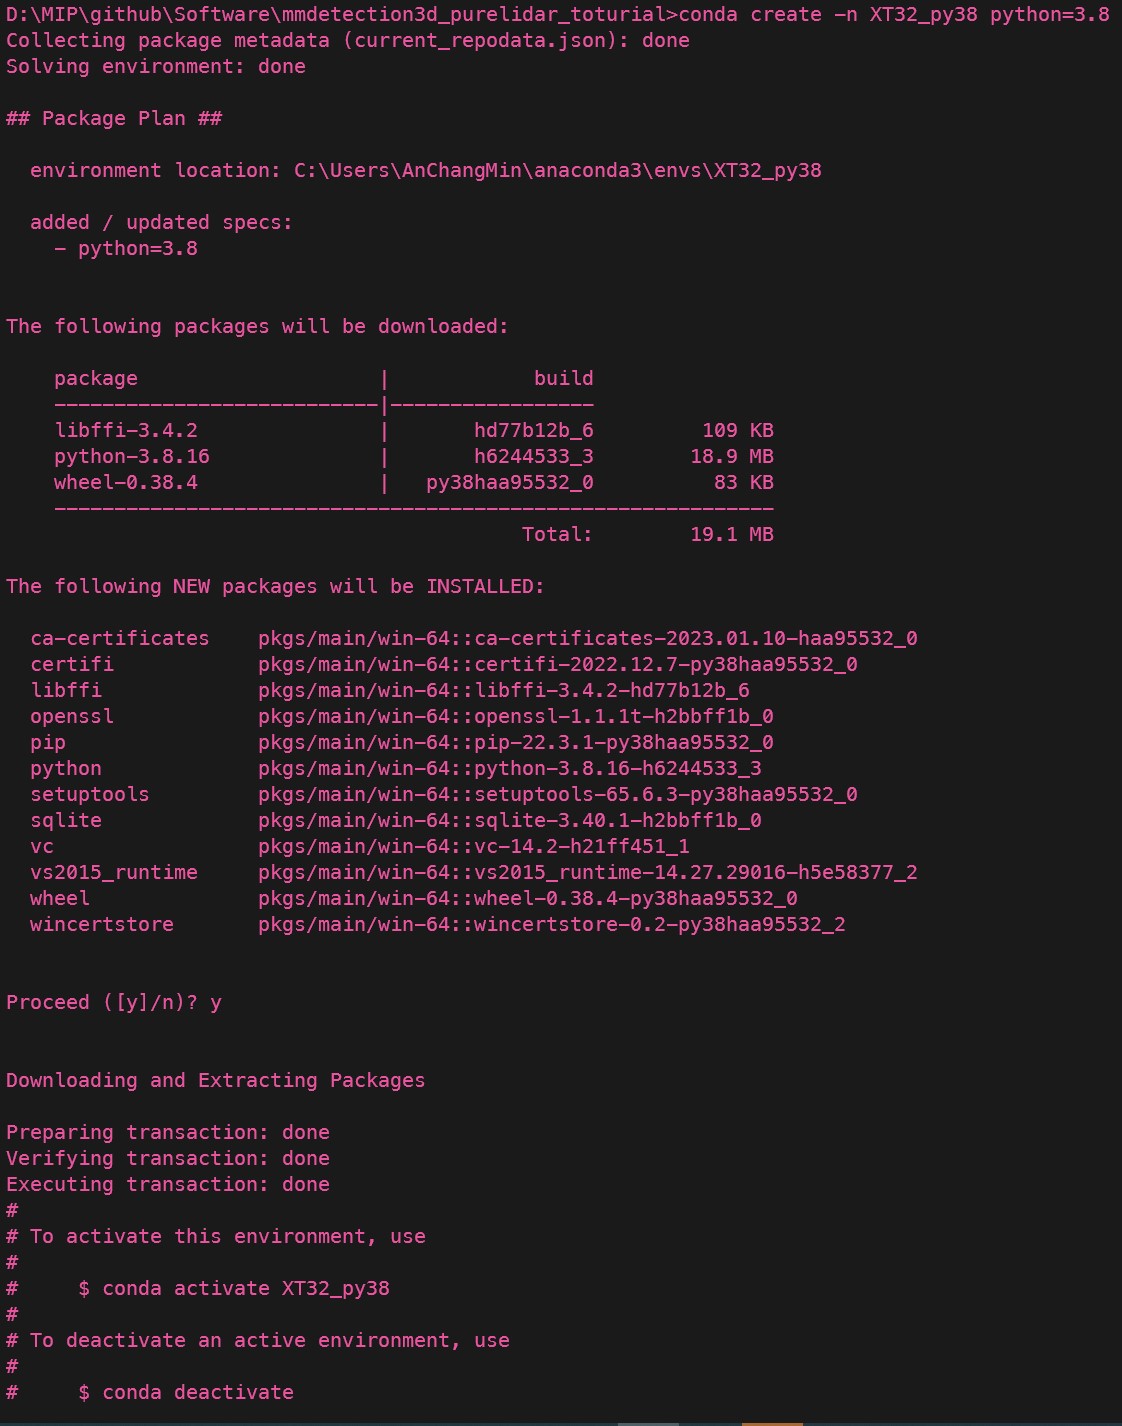 D:\MIP\github\Software\mmdetection3d_purelidar_toturial>conda create -n XT32_py38 python=3.8
Collecting package metadata (current_repodata.json): done
Solving environment: done
## Package Plan ##
environment location: C:\Users\AnChangMin\anaconda3\envs\XT32_py38
added / updated specs:
- python=3.8
The following packages will be downloaded:
package | build
---------------------------|-----------------
libffi-3.4.2 | hd77b12b_6 109 KB
python-3.8.16 | h6244533_3 18.9 MB
wheel-0.38.4 | py38haa95532_0 83 KB
------------------------------------------------------------
Total: 19.1 MB
The following NEW packages will be INSTALLED:
ca-certificates pkgs/main/win-64::ca-certificates-2023.01.10-haa95532_0
certifi pkgs/main/win-64::certifi-2022.12.7-py38haa95532_0
libffi pkgs/main/win-64::libffi-3.4.2-hd77b12b_6
openssl pkgs/main/win-64::openssl-1.1.1t-h2bbff1b_0
pip pkgs/main/win-64::pip-22.3.1-py38haa95532_0
python pkgs/main/win-64::python-3.8.16-h6244533_3
setuptools pkgs/main/win-64::setuptools-65.6.3-py38haa95532_0
sqlite pkgs/main/win-64::sqlite-3.40.1-h2bbff1b_0
vc pkgs/main/win-64::vc-14.2-h21ff451_1
vs2015_runtime pkgs/main/win-64::vs2015_runtime-14.27.29016-h5e58377_2
wheel pkgs/main/win-64::wheel-0.38.4-py38haa95532_0
wincertstore pkgs/main/win-64::wincertstore-0.2-py38haa95532_2
Proceed ([y]/n)? y
Downloading and Extracting Packages
Preparing transaction: done
Verifying transaction: done
Executing transaction: done
#
# To activate this environment, use
#
# $ conda activate XT32_py38
#
# To deactivate an active environment, use
#
# $ conda deactivate